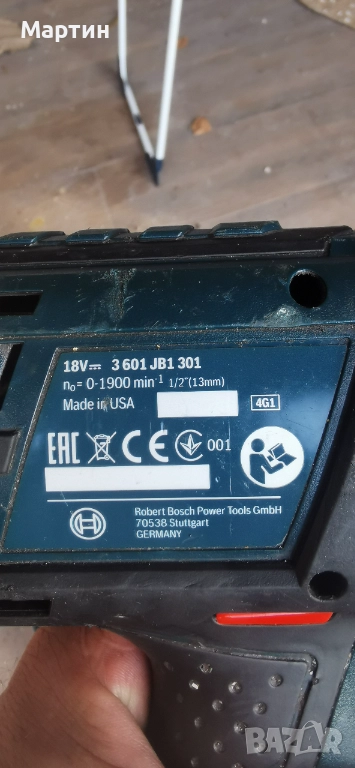 Мартин
18V⎓ 3 601 JB1 301
n₀ = 0-1900 min⁻¹ 1/2"(13mm)
Made in USA 4G1
EAC CE 001
Robert Bosch Power Tools GmbH
70538 Stuttgart
GERMANY
BAZAR